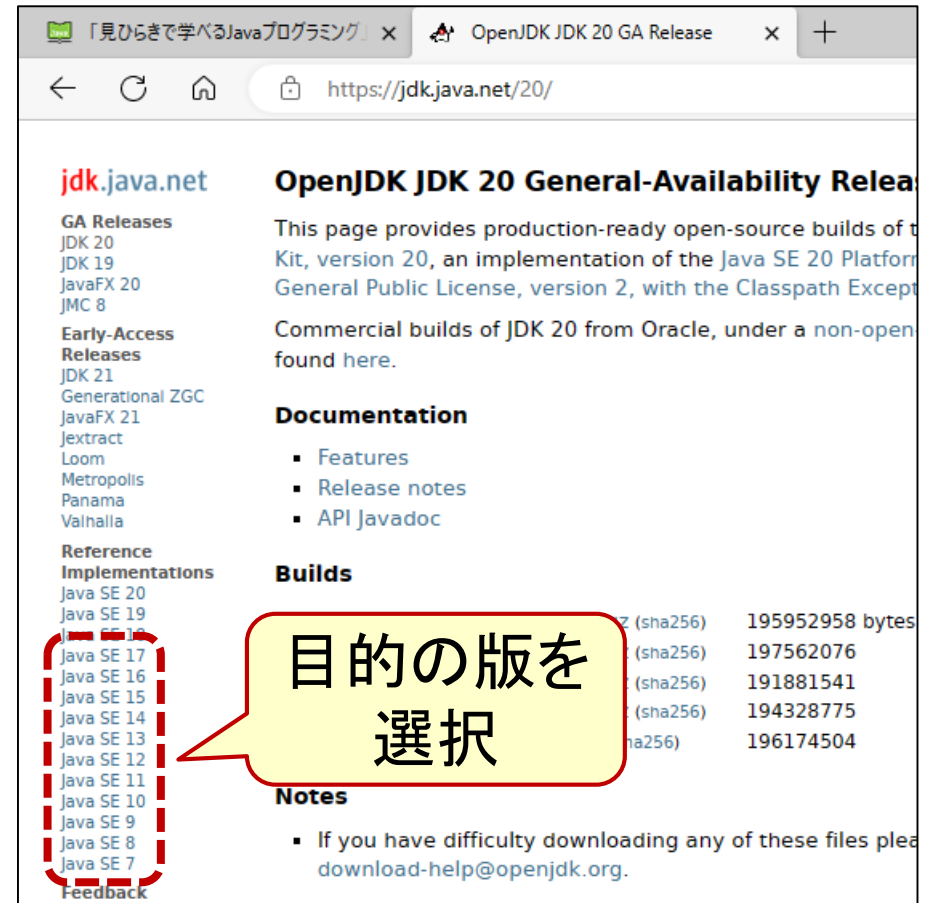 「見ひらきで学べるJavaプログラミング」
OpenJDK JDK 20 GA Release
https://jdk.java.net/20/
jdk.java.net
GA Releases
JDK 20
JDK 19
JavaFX 20
JMC 8
Early-Access
Releases
JDK 21
Generational ZGC
JavaFX 21
Jextract
Loom
Metropolis
Panama
Valhalla
Reference
Implementations
Java SE 20
Java SE 19
Java SE 18
Java SE 17
Java SE 16
Java SE 15
Java SE 14
Java SE 13
Java SE 12
Java SE 11
Java SE 10
Java SE 9
Java SE 8
Java SE 7
Feedback
OpenJDK JDK 20 General-Availability
This page provides production-ready open-source builds of
Kit, version 20, an implementation of the Java SE 20
General Public License, version 2, with the Classpath
Commercial builds of JDK 20 from Oracle, under a non-open-
found here.
Documentation
Features
Release notes
API Javadoc
Builds
(sha256) 195952958 bytes
(sha256) 197562076
(sha256) 191881541
(sha256) 194328775
196174504
目的の版を
選択
Notes
If you have difficulty downloading any of these files
download-help@openjdk.org.